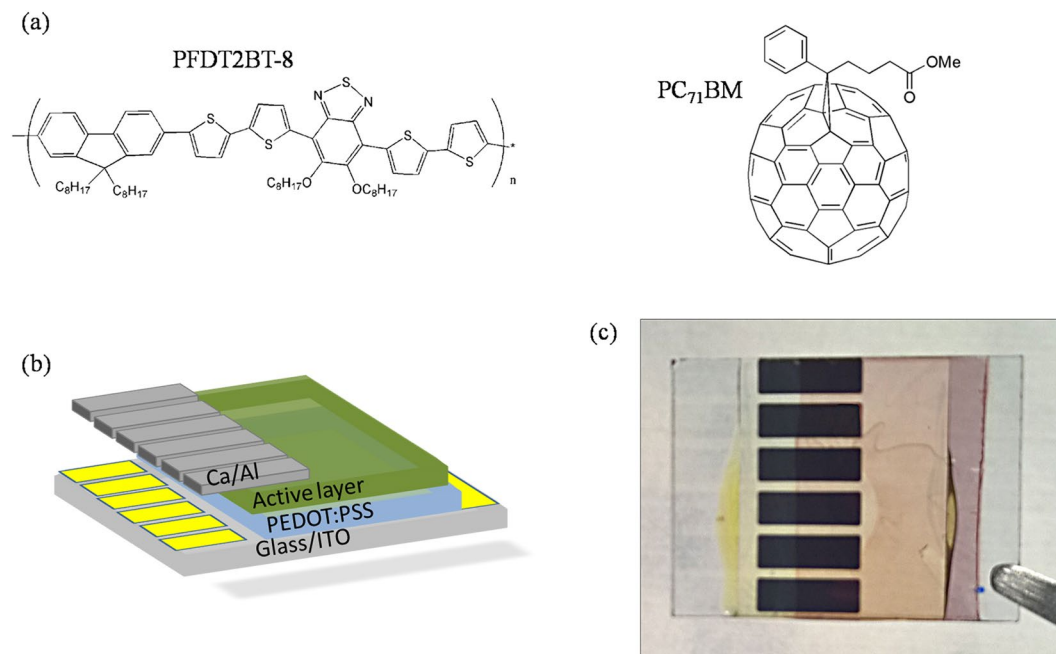 (a)
PFDT2BT-8
N
S
N
S
S
S
S
*
n
C8H17
C8H17
C8H17O
OC8H17
PC71BM
OMe
O
(b)
Ca/Al
Active layer
PEDOT:PSS
Glass/ITO
(c)